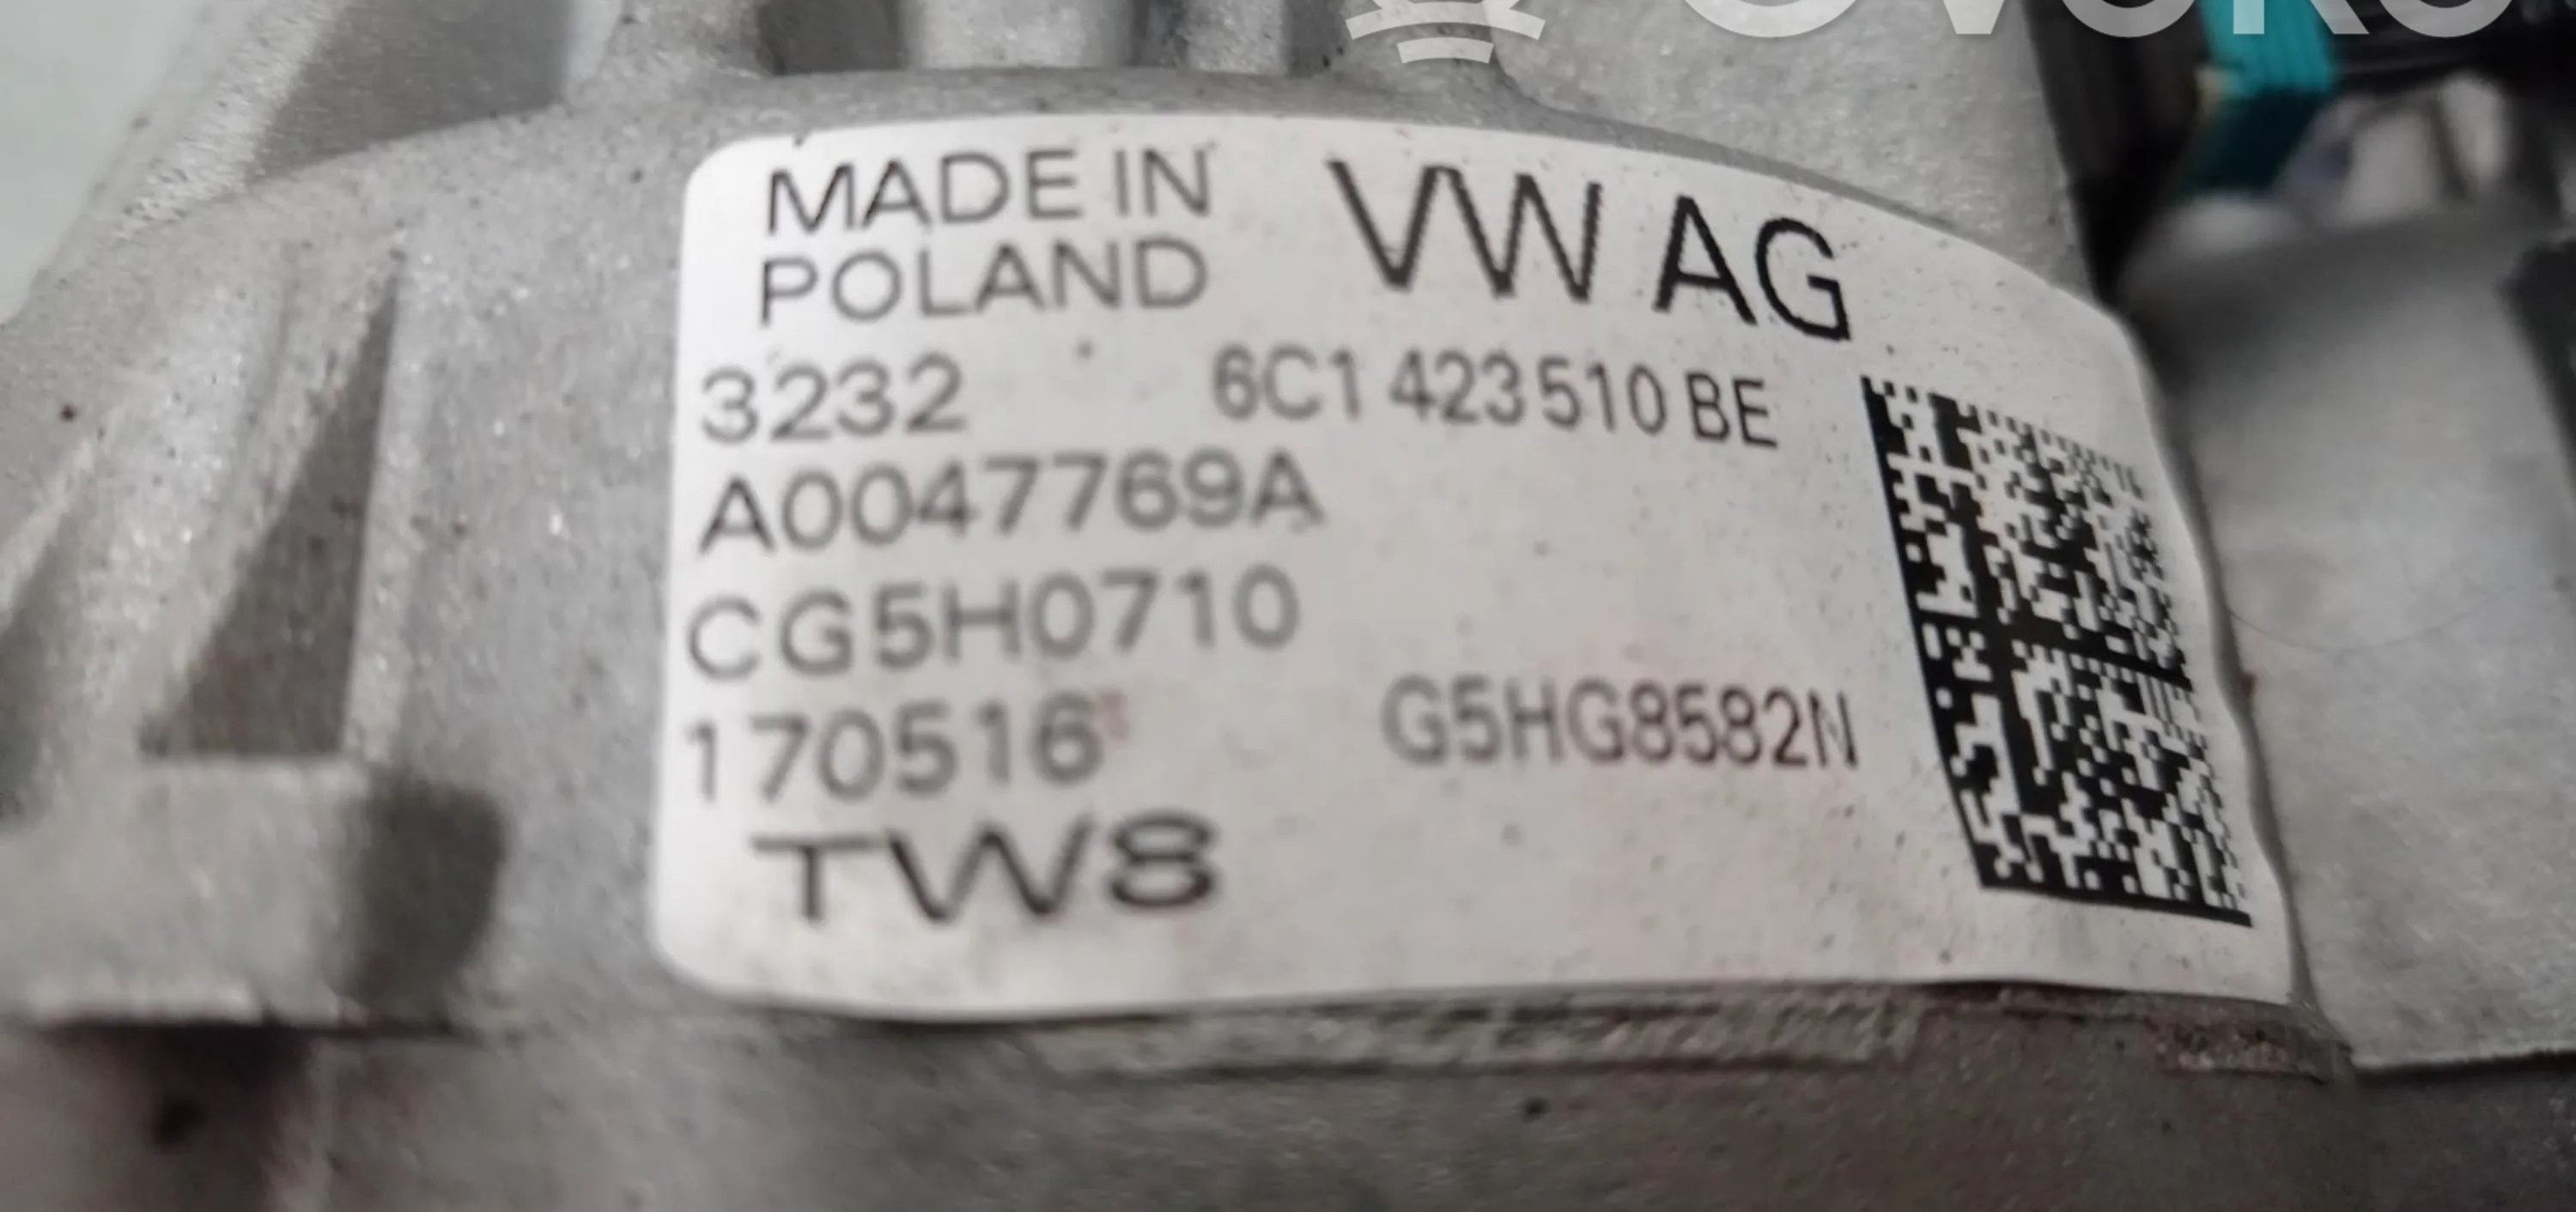 MADE IN
POLAND
VW AG
3232 6C1 423 510 BE
A0047769A
CG5H0710
170516 G5HG8582N
TW8